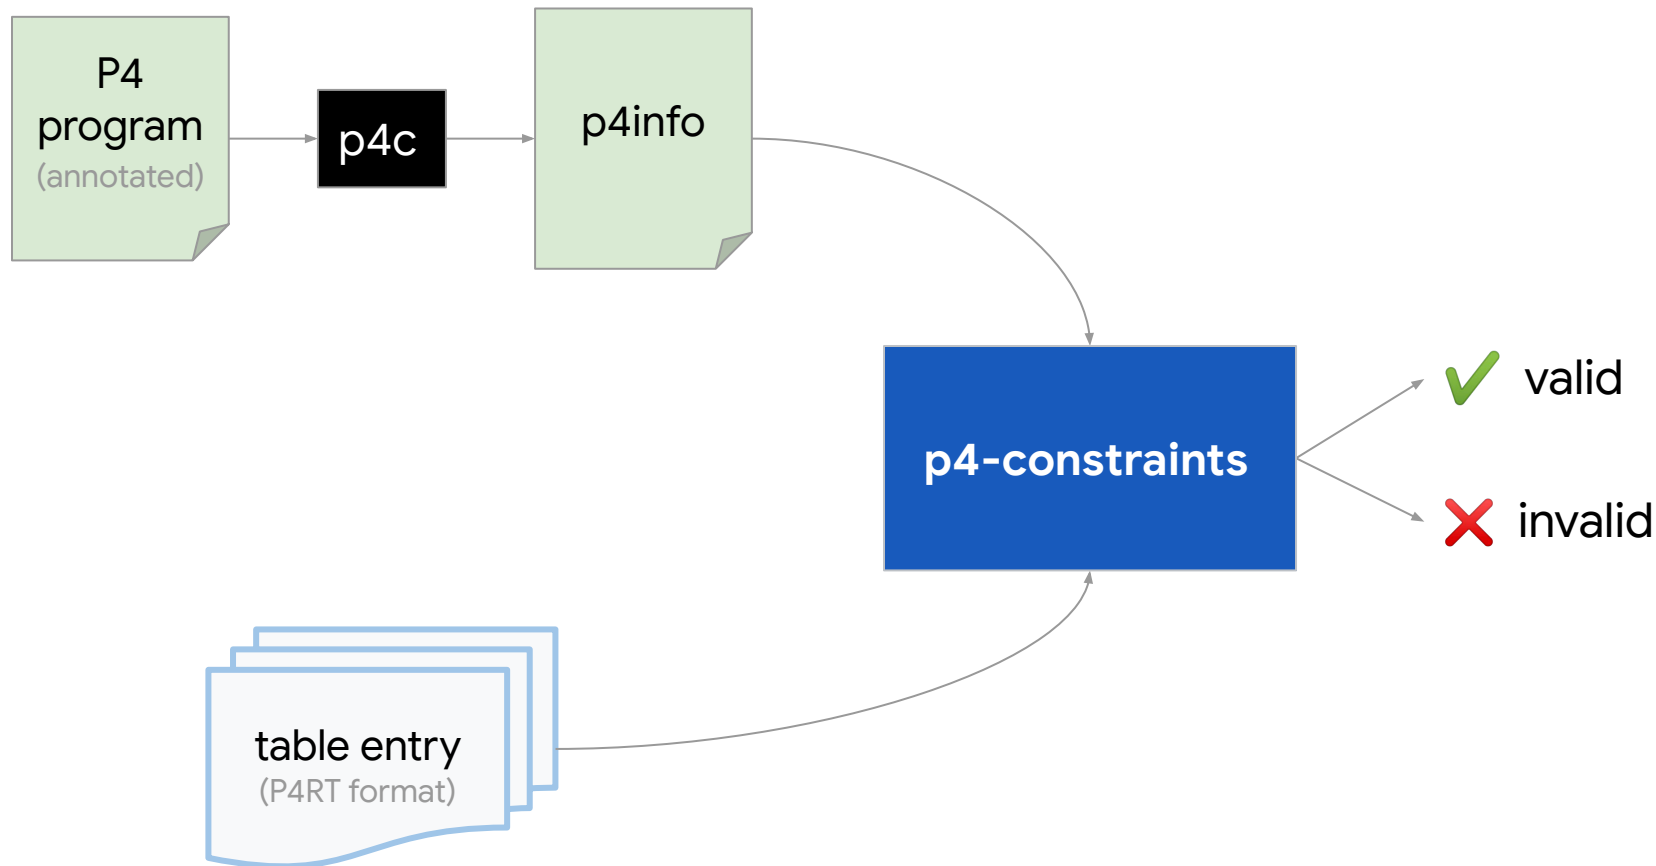 P4
program
(annotated)
p4c
p4info
p4-constraints
valid
invalid
table entry
(P4RT format)